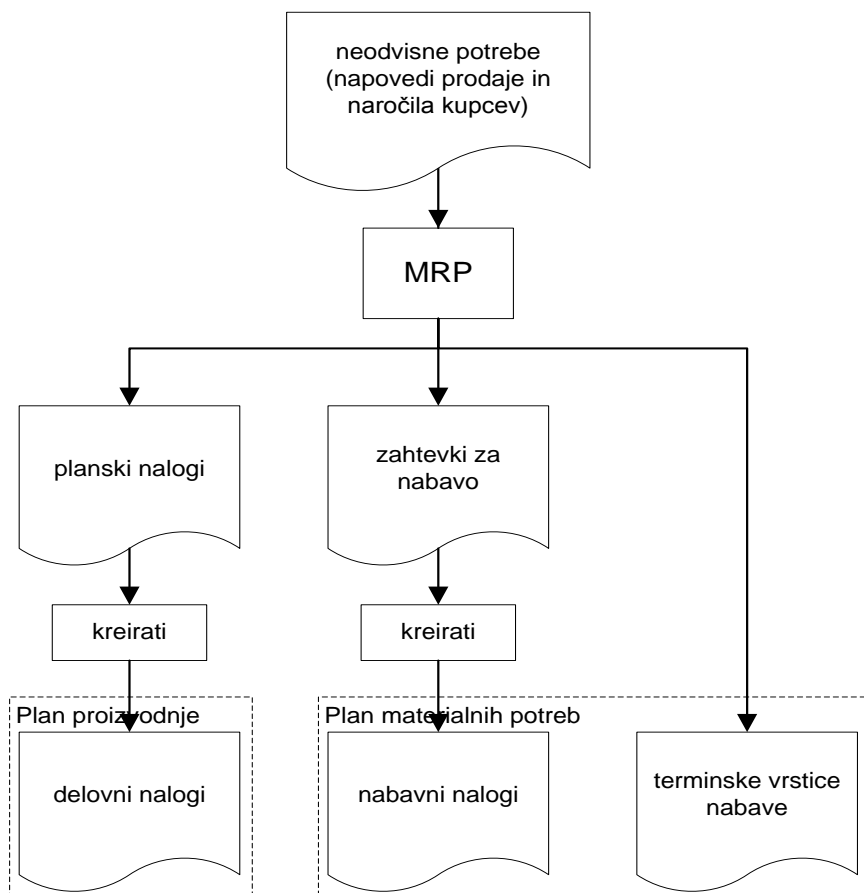 neodvisne potrebe
(napovedi prodaje in
naročila kupcev)
MRP
planski nalogi
zahtevki za
nabavo
kreirati
kreirati
Plan proizvodnje
Plan materialnih potreb
delovni nalogi
nabavni nalogi
terminske vrstice
nabave